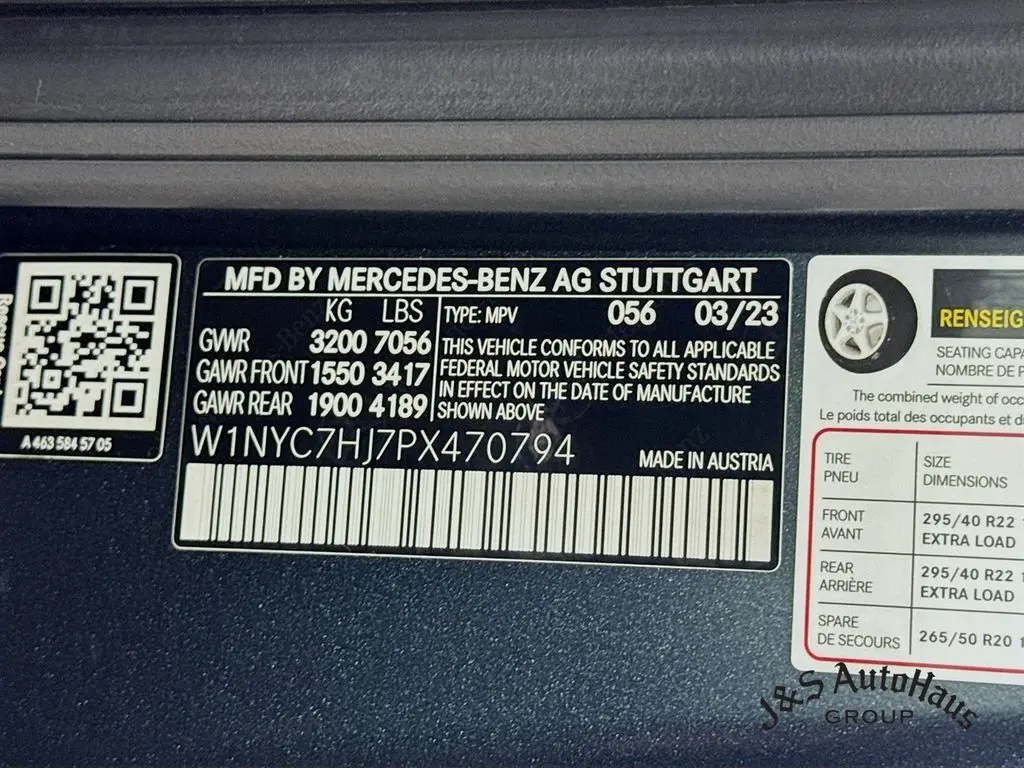 MFD BY MERCEDES-BENZ AG STUTTGART
KG LBS
GWWR 3200 7056
GAWR FRONT 1550 3417
GAWR REAR 1900 4189
TYPE: MPV 056 03/23
THIS VEHICLE CONFORMS TO ALL APPLICABLE
FEDERAL MOTOR VEHICLE SAFETY STANDARDS
IN EFFECT ON THE DATE OF MANUFACTURE
SHOWN ABOVE
W1NYC7HJ7PX470794
MADE IN AUSTRIA
A 463 584 57 05
RENSEIG
SEATING CAPA
NOMBRE DE P
The combined weight of occ
Le poids total des occupants et d
TIRE SIZE
PNEU DIMENSIONS
FRONT 295/40 R22 1
AVANT EXTRA LOAD
REAR 295/40 R22 1
ARRIÈRE EXTRA LOAD
SPARE
DE SECOURS 265/50 R20 1
J&S AutoHaus
GROUP